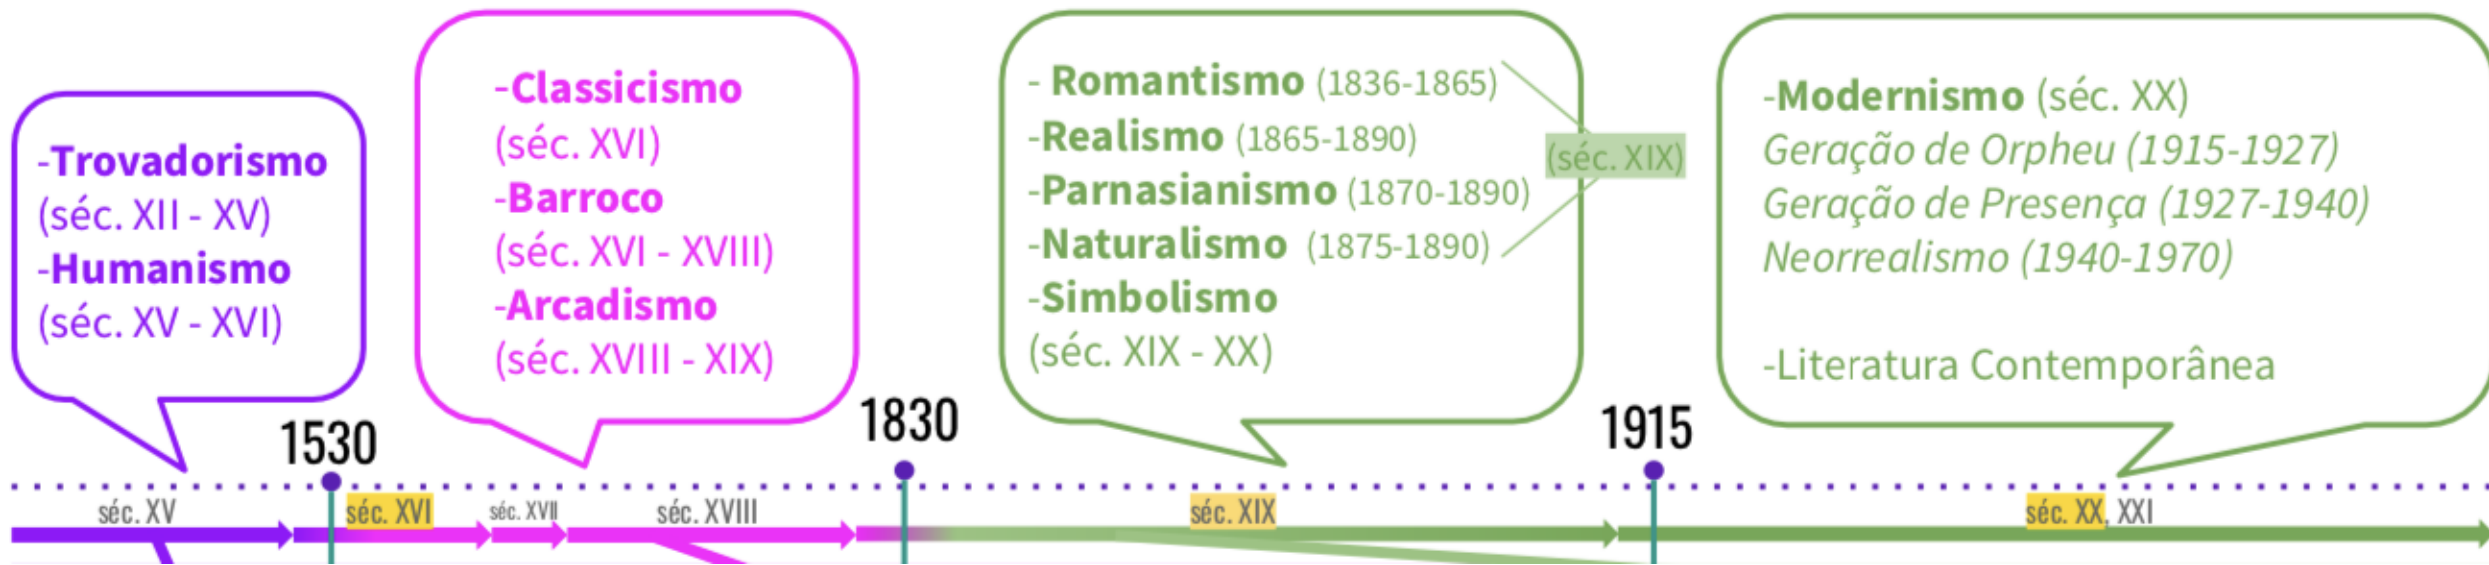 -Trovadorismo
(séc. XII - XV)
-Humanismo
(séc. XV - XVI)
-Classicismo
(séc. XVI)
-Barroco
(séc. XVI - XVIII)
-Arcadismo
(séc. XVIII - XIX)
- Romantismo (1836-1865)
-Realismo (1865-1890)
-Parnasianismo (1870-1890)
-Naturalismo (1875-1890)
(séc. XIX)
-Simbolismo
(séc. XIX - XX)
-Modernismo (séc. XX)
Geração de Orpheu (1915-1927)
Geração de Presença (1927-1940)
Neorrealismo (1940-1970)
-Literatura Contemporânea
1530
1830
1915
séc. XV
séc. XVI
séc. XVII
séc. XVIII
séc. XIX
séc. XX, XXI